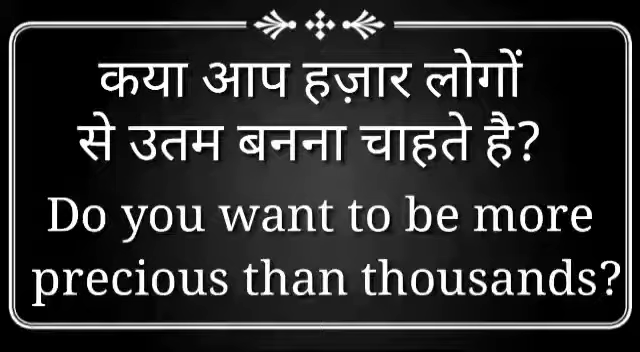 कया आप हज़ार लोगों
से उतम बनना चाहते है?
Do you want to be more
precious than thousands?